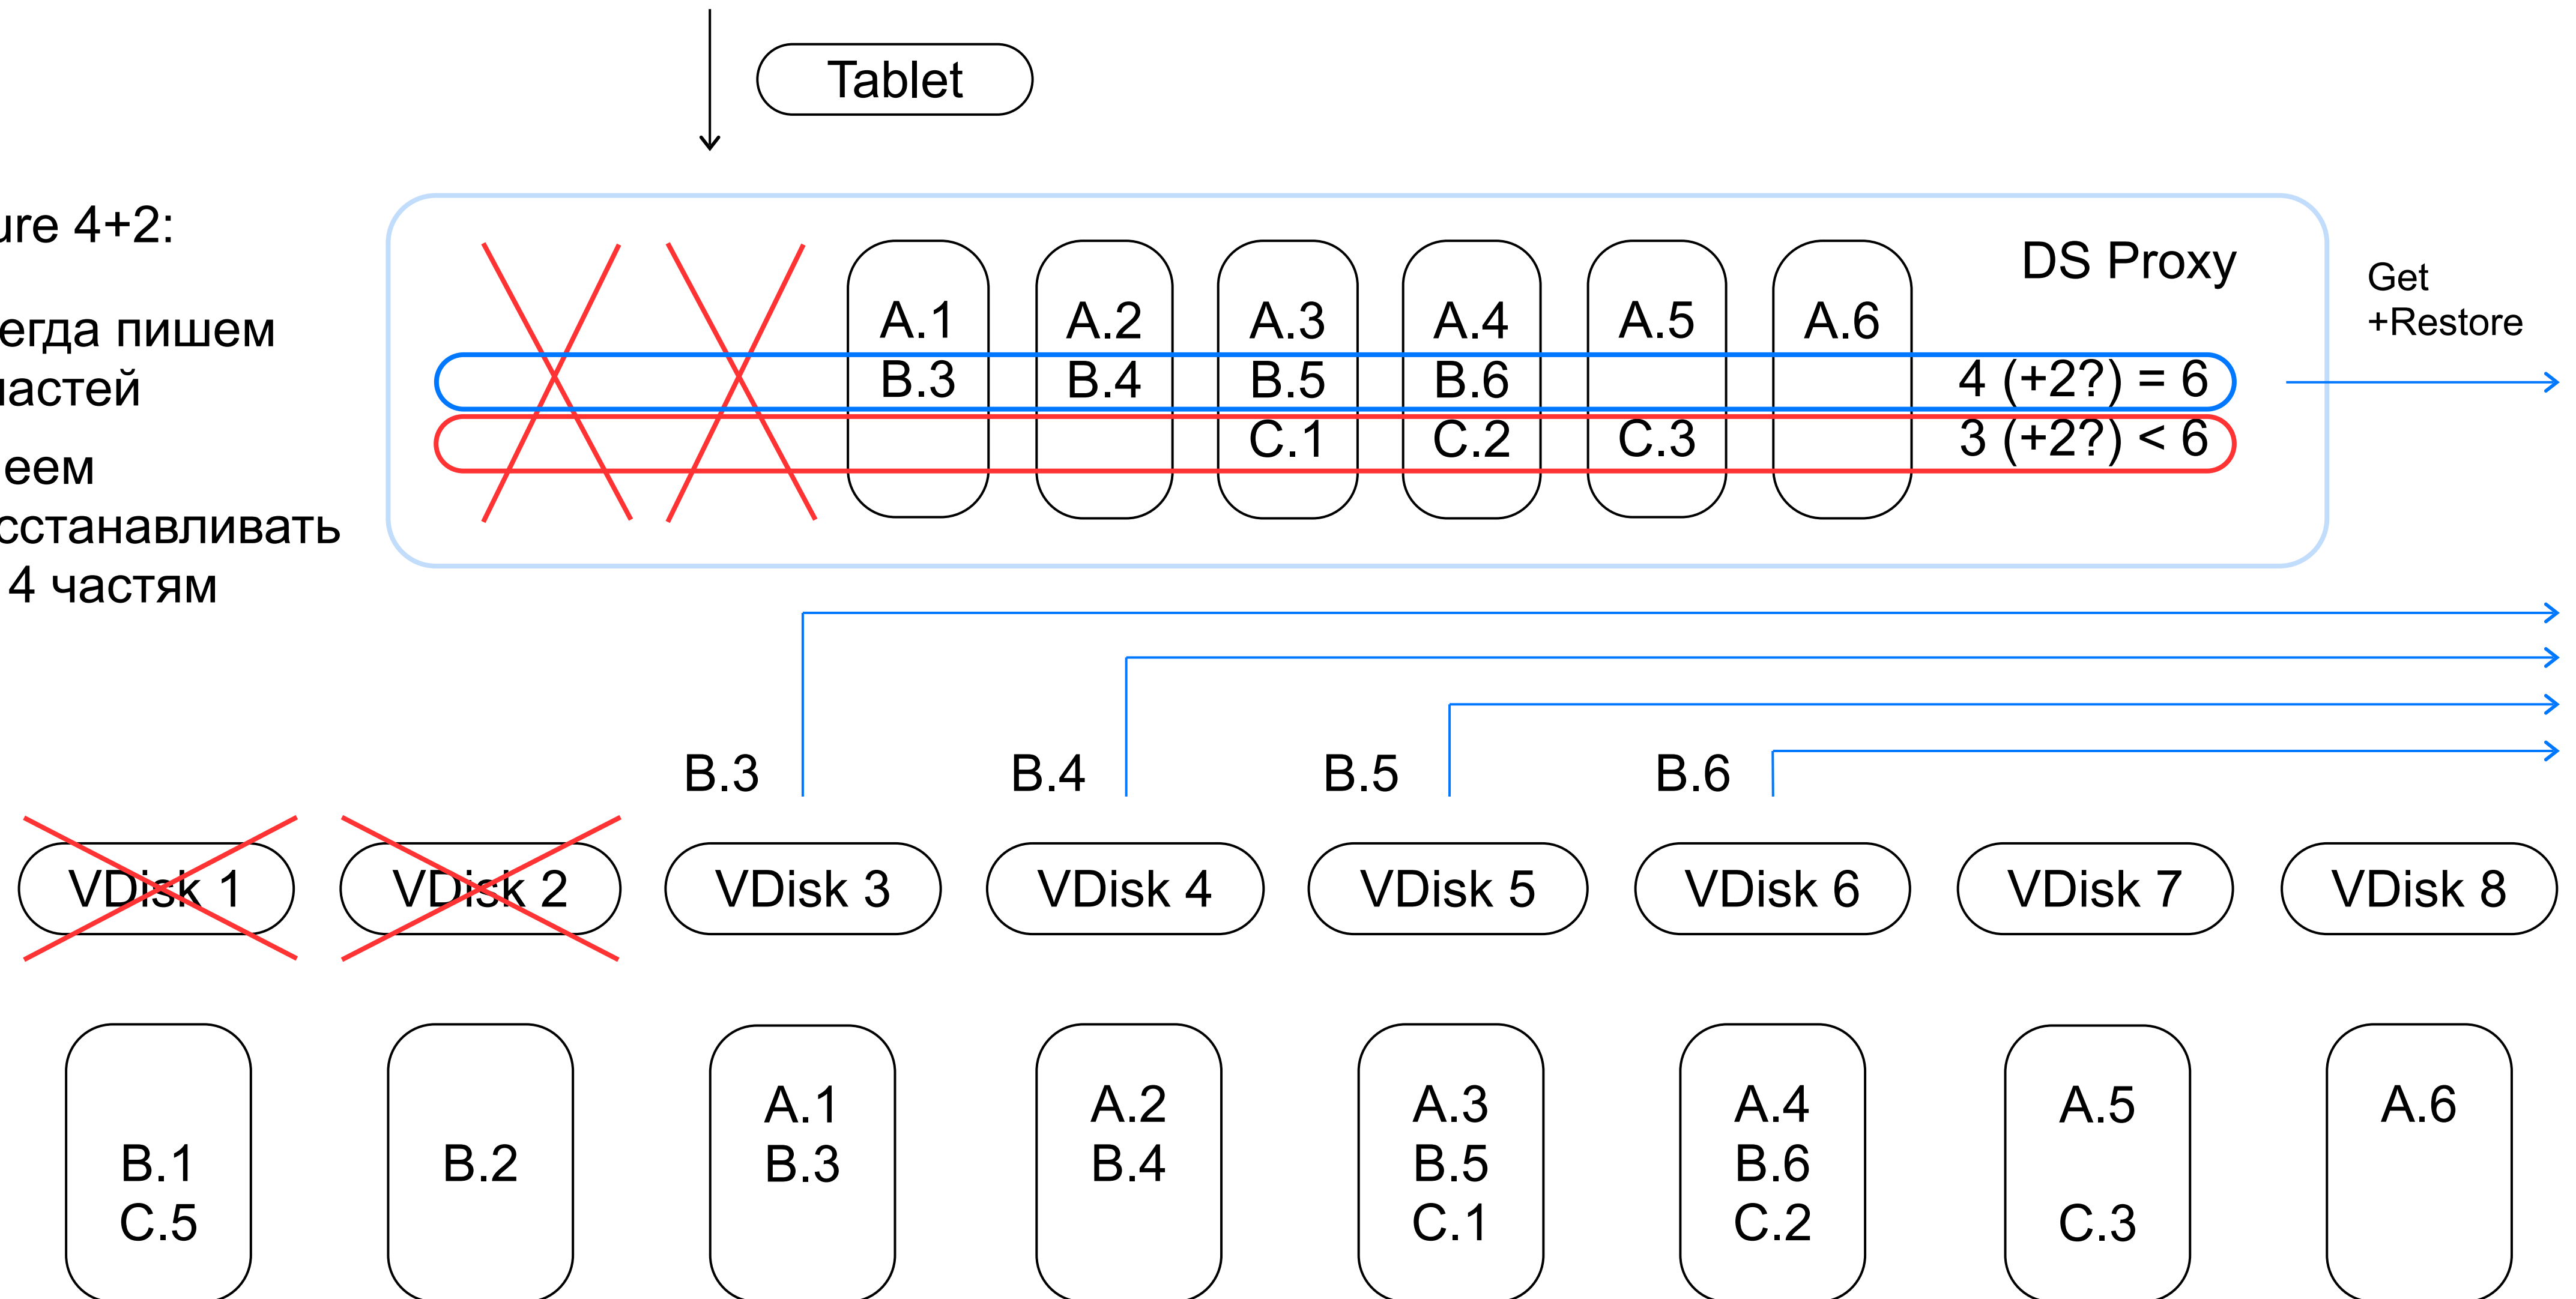 Tablet
ure 4+2:
егда пишем
частей
еем
сстанавливать
4 частям
DS Proxy
A.1 A.2 A.3 A.4 A.5 A.6
B.3 B.4 B.5 B.6 4 (+2?) = 6
C.1 C.2 C.3 3 (+2?) < 6
Get
+Restore
B.3 B.4 B.5 B.6
VDisk 1 VDisk 2 VDisk 3 VDisk 4 VDisk 5 VDisk 6 VDisk 7 VDisk 8
A.1 A.2 A.3 A.4 A.5 A.6
B.1 B.2 B.3 B.4 B.5 B.6
C.5 C.1 C.2 C.3